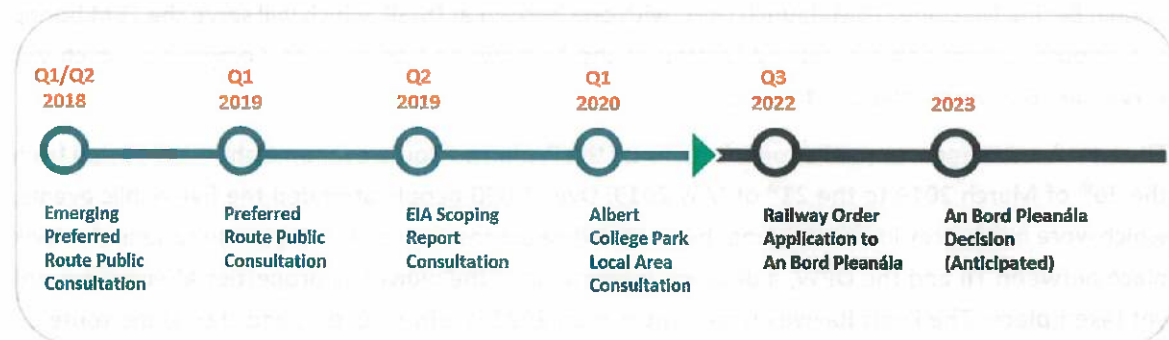 Q1/Q2
2018
Q1
2019
Q2
2019
Q1
2020
Q3
2022
2023
Emerging
Preferred
Route Public
Consultation
Preferred
Route Public
Consultation
EIA Scoping
Report
Consultation
Albert
College Park
Local Area
Consultation
Railway Order
Application to
An Bord Pleanála
An Bord Pleanála
Decision
(Anticipated)